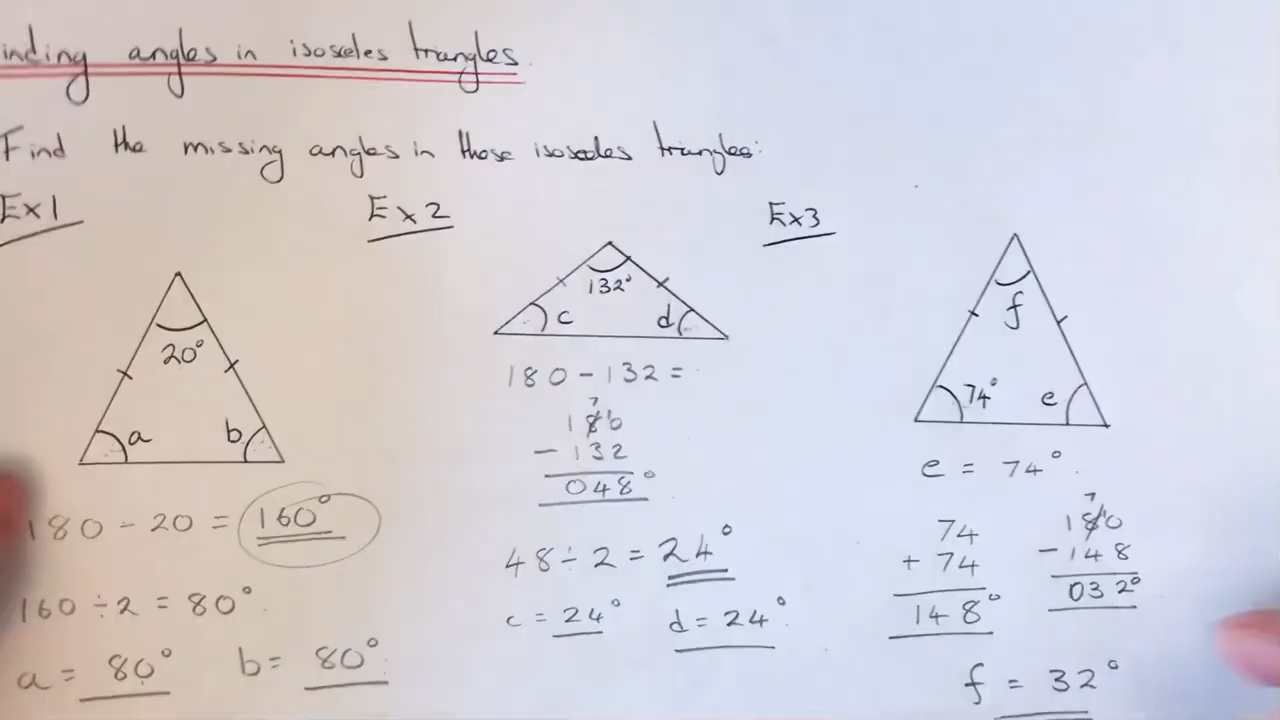 inding angles in isosceles triangles.
Find the missing angles in these isosceles triangles:
Ex1
20°
a
b
180 - 20 = 160°
160 ÷ 2 = 80°
a = 80°
b = 80°
Ex2
132°
c
d
180 - 132 =
7 1
180
- 132
048°
48 ÷ 2 = 24°
c = 24°
d = 24°
Ex3
f
74°
e
e = 74°
74
+ 74
148°
7 1
180
- 148
032°
f = 32°